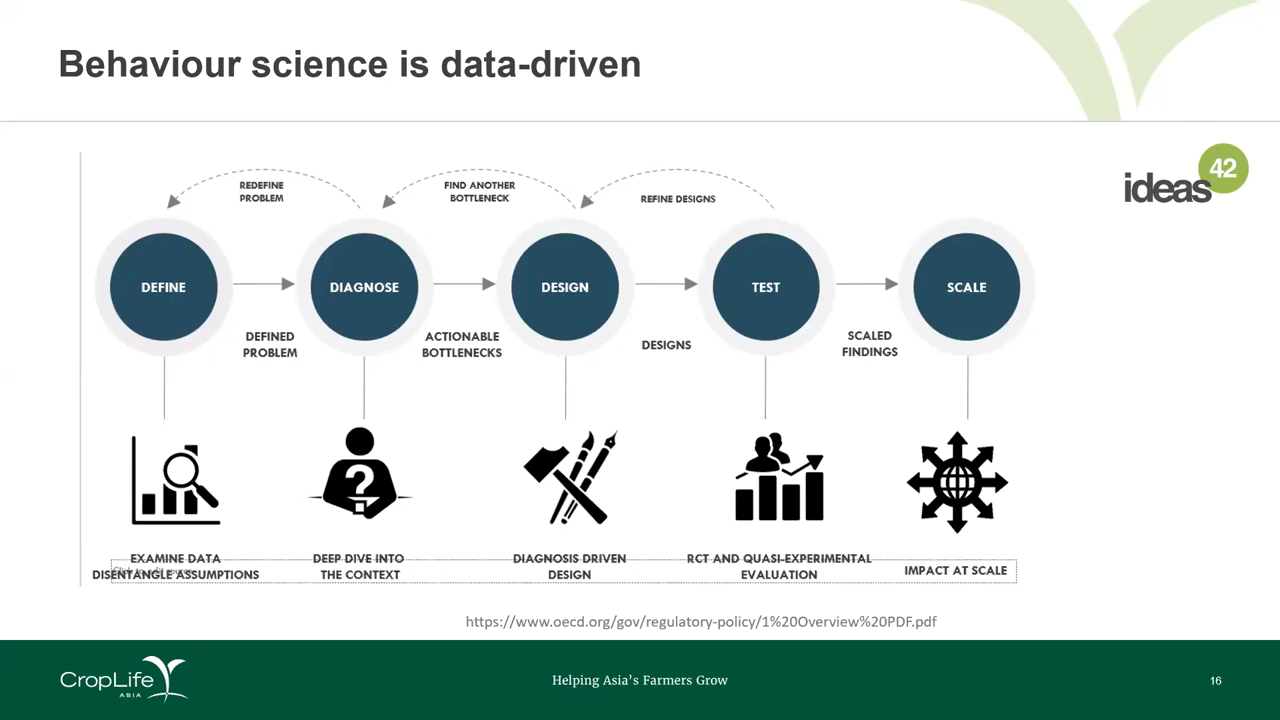 Behaviour science is data-driven
ideas
42
REDEFINE
PROBLEM
FIND ANOTHER
BOTTLENECK
REFINE DESIGNS
DEFINE
DIAGNOSE
DESIGN
TEST
SCALE
DEFINED
PROBLEM
ACTIONABLE
BOTTLENECKS
DESIGNS
SCALED
FINDINGS
?
EXAMINE DATA
DISENTANGLE ASSUMPTIONS
DEEP DIVE INTO
THE CONTEXT
DIAGNOSIS DRIVEN
DESIGN
RCT AND QUASI-EXPERIMENTAL
EVALUATION
IMPACT AT SCALE
https://www.oecd.org/gov/regulatory-policy/1%20Overview%20PDF.pdf
CropLife
ASIA
Helping Asia's Farmers Grow
16